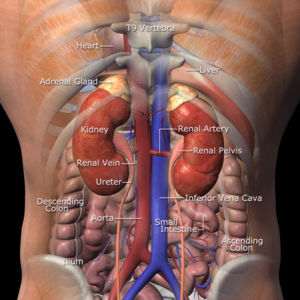 T9 Vertebra
Heart
Liver
Adrenal Gland
Kidney
Renal Artery
Renal Pelvis
Renal Vein
Ureter
Descending
Colon
Inferior Vena Cava
Aorta
Small
Intestine
Ascending
Colon
Ilium